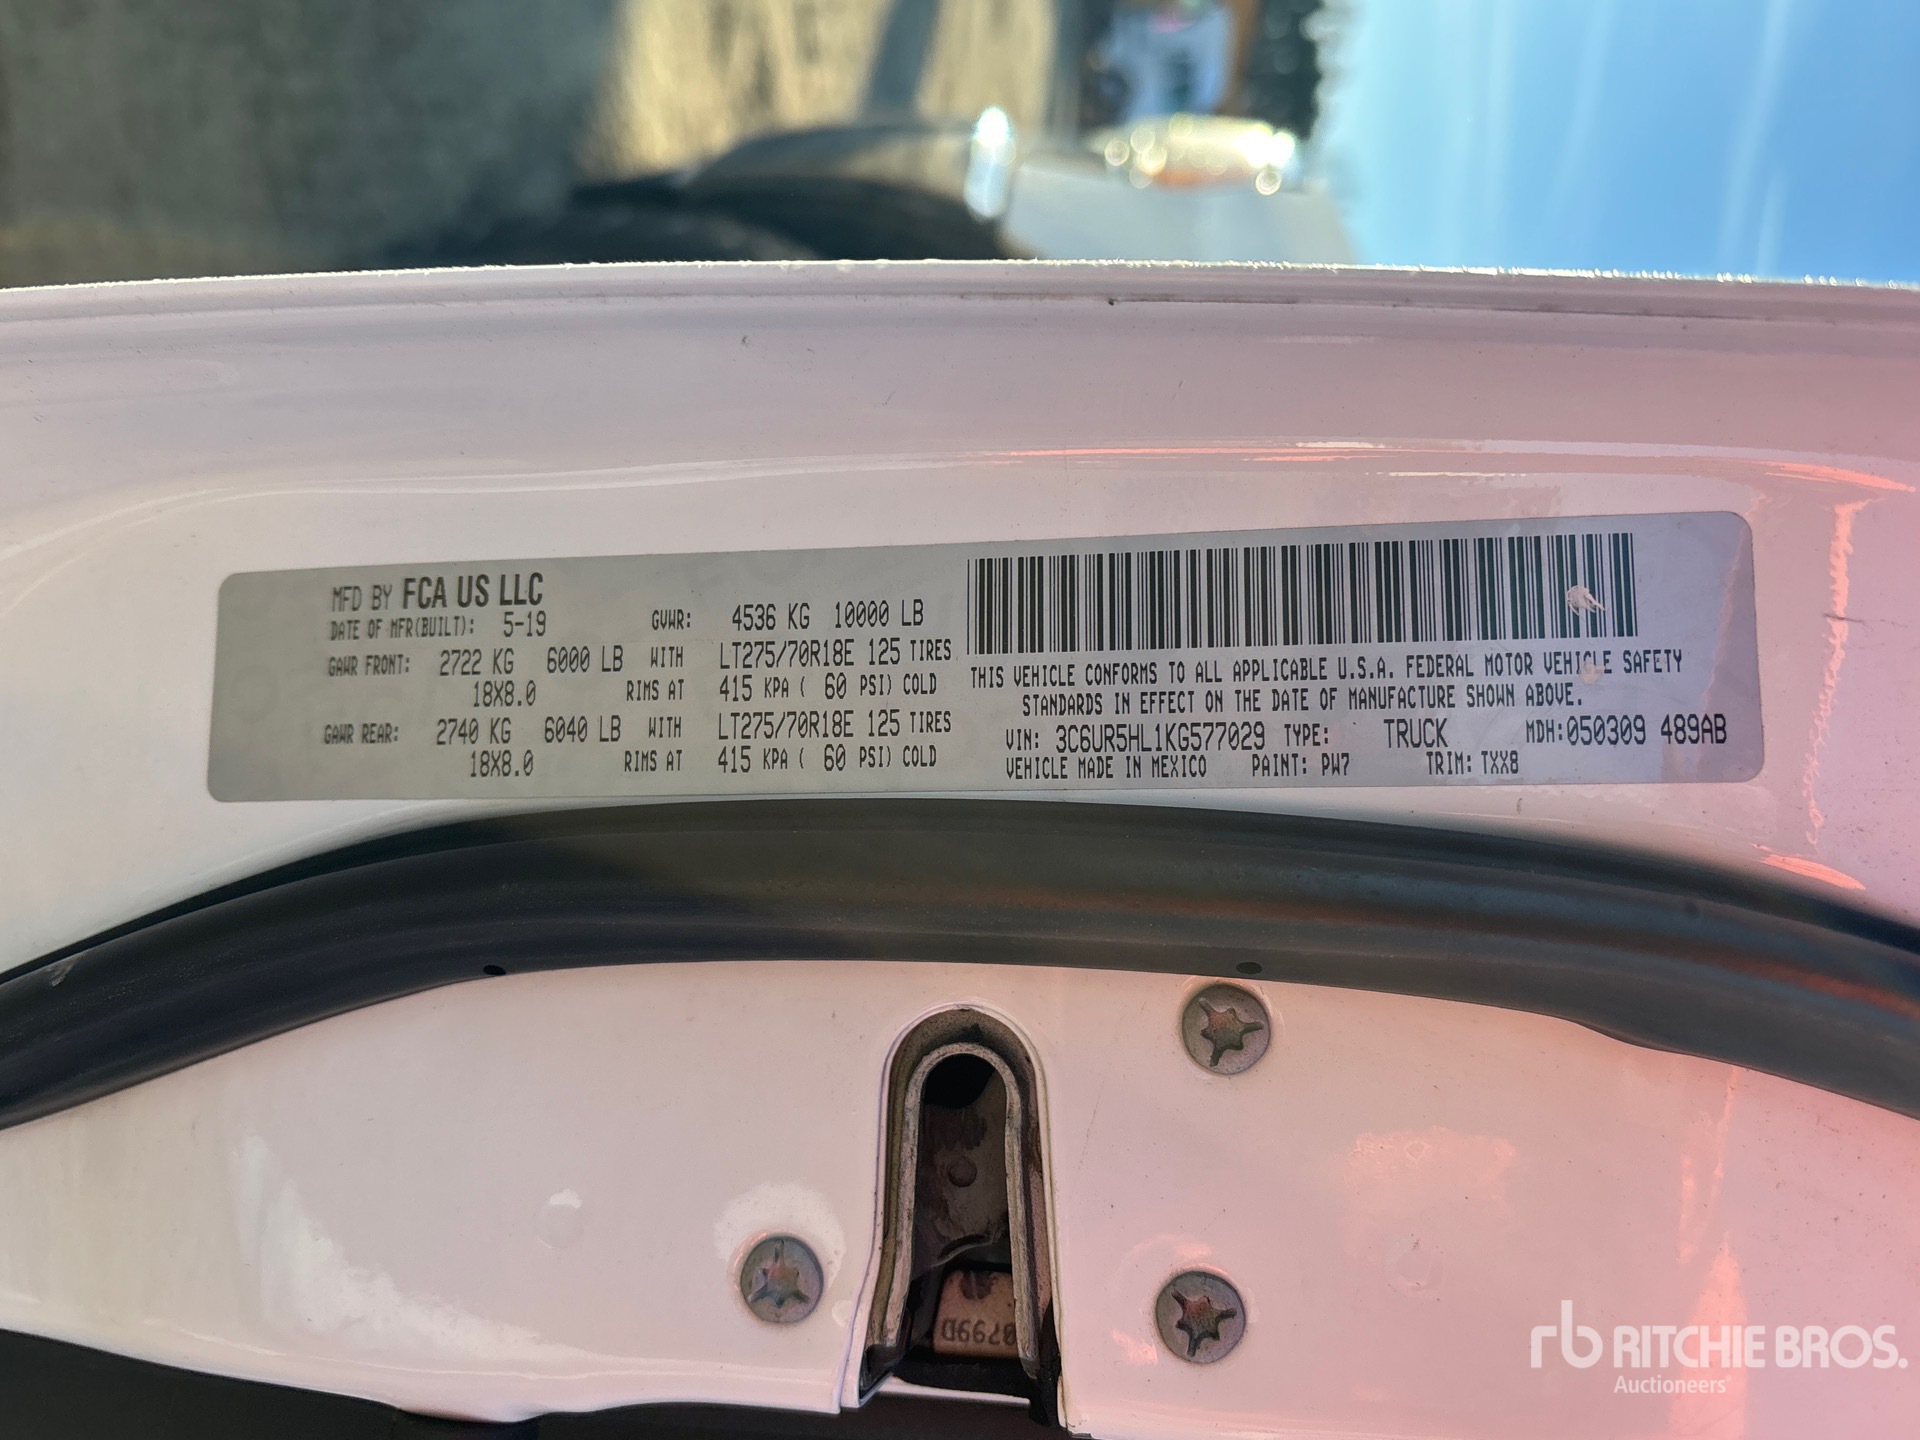 MFD BY FCA US LLC
DATE OF MFR(BUILT): 5-19 GVWR: 4536 KG 10000 LB
GAWR FRONT: 2722 KG 6000 LB WITH LT275/70R18E 125 TIRES
18X8.0 RIMS AT 415 KPA ( 60 PSI) COLD
GAWR REAR: 2740 KG 6040 LB WITH LT275/70R18E 125 TIRES
18X8.0 RIMS AT 415 KPA ( 60 PSI) COLD
THIS VEHICLE CONFORMS TO ALL APPLICABLE U.S.A. FEDERAL MOTOR VEHICLE SAFETY
STANDARDS IN EFFECT ON THE DATE OF MANUFACTURE SHOWN ABOVE.
VIN: 3C6UR5HL1KG577029 TYPE: TRUCK MDH:050309 489AB
VEHICLE MADE IN MEXICO PAINT: PW7 TRIM: TXX8
rb RITCHIE BROS.
Auctioneers